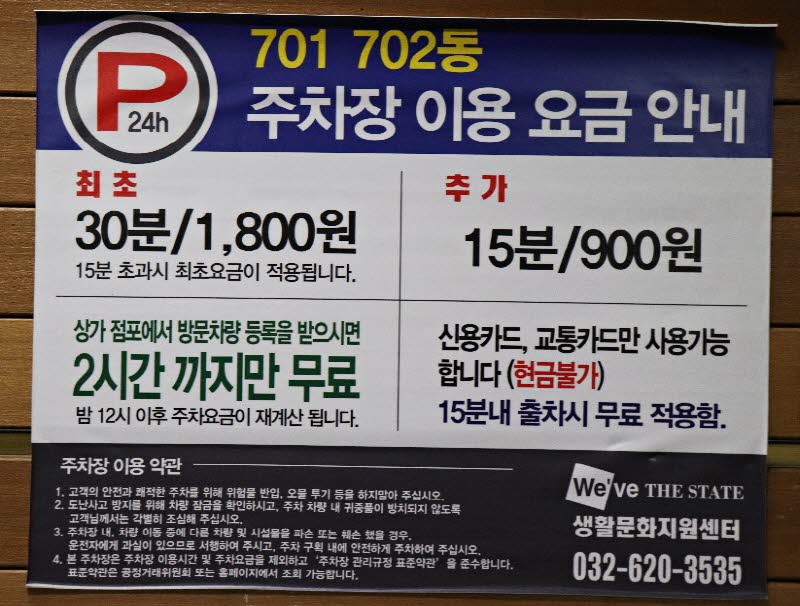 P
24h
701 702동
주차장 이용 요금 안내
최초
30분/1,800원
15분 초과시 최초요금이 적용됩니다.
추가
15분/900원
상가 점포에서 방문차량 등록을 받으시면
2시간 까지만 무료
밤 12시 이후 주차요금이 재계산 됩니다.
신용카드, 교통카드만 사용가능
합니다 (현금불가)
15분내 출차시 무료 적용함.
주차장 이용 약관
1. 고객의 안전과 쾌적한 주차를 위해 위험물 반입, 오물 투기 등을 하지말아 주십시오.
2. 도난사고 방지를 위해 차량 잠금을 확인하시고, 주차 차량 내 귀중품이 방치되지 않도록
고객님께서는 각별히 조심해 주십시오.
3. 주차장 내, 차량 이동 중에 다른 차량 및 시설물을 파손 또는 훼손 했을 경우.
운전자에게 과실이 있으므로 서행하여 주시고, 주차 구획 내에 안전하게 주차하여 주십시오.
4. 본 주차장은 주차장 이용시간 및 주차요금을 제외하고 '주차장 관리규정 표준약관' 을 준수합니다.
표준약관은 공정거래위원회 또는 홈페이지에서 조회 가능합니다.
We've THE STATE
생활문화지원센터
032-620-3535